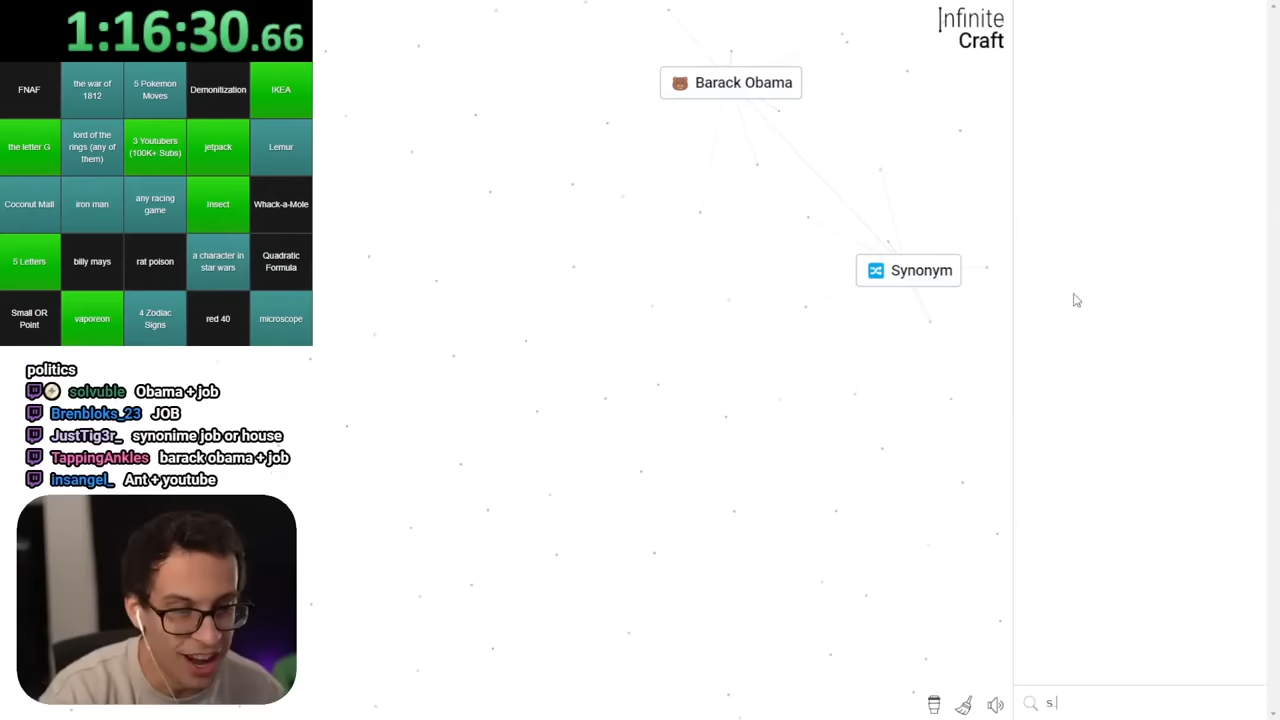 1:16:30.66
FNAF
the war of
1812
5 Pokemon
Moves
Demonitization
IKEA
the letter G
lord of the
rings (any of
them)
3 Youtubers
(100K+ Subs)
jetpack
Lemur
Coconut Mall
iron man
any racing
game
Insect
Whack-a-Mole
5 Letters
billy mays
rat poison
a character in
star wars
Quadratic
Formula
Small OR
Point
vaporeon
4 Zodiac
Signs
red 40
microscope
politics
solvuble Obama + job
Brenbloks_23 JOB
JustTig3r_ synonime job or house
TappingAnkles barack obama + job
insangel_ Ant + youtube
Infinite
Craft
Barack Obama
Synonym
s